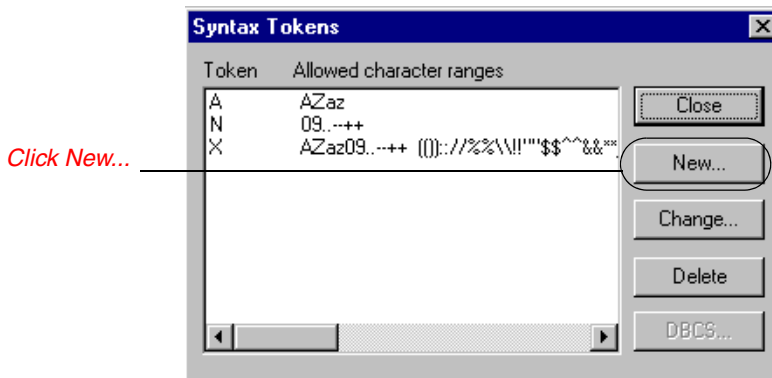 Syntax Tokens
Token Allowed character ranges
A AZaz
N 09..--++
X AZaz09..--++ (()):://%%\\!!""$$^^&&**
Close
New...
Change...
Delete
DBCS...
Click New...